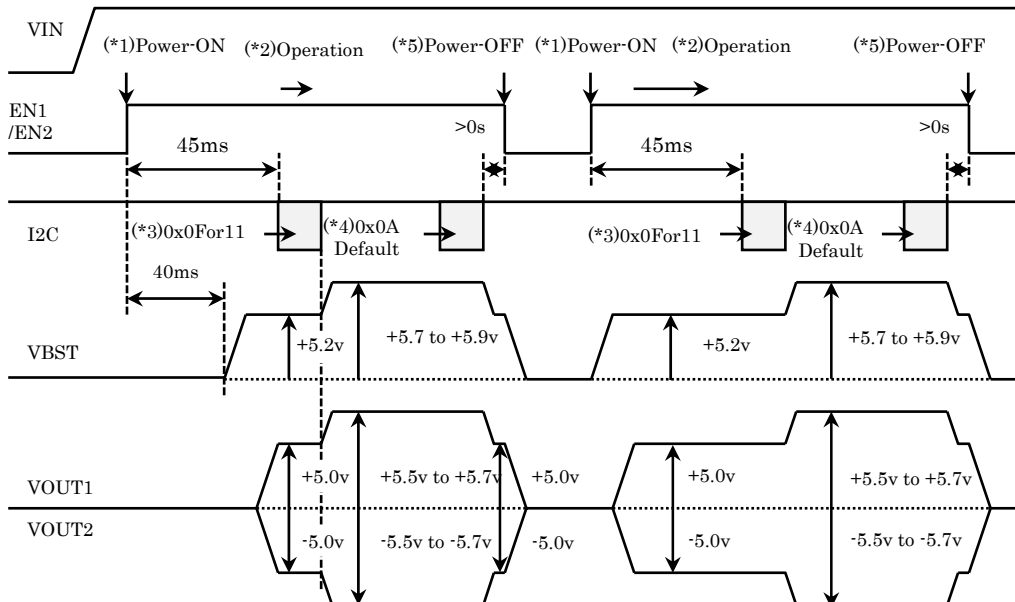 VIN
(*1)Power-ON (*2)Operation (*5)Power-OFF (*1)Power-ON (*2)Operation (*5)Power-OFF
EN1
/EN2
>0s >0s
45ms 45ms
I2C
(*3)0x0For11 (*4)0x0A
Default
(*3)0x0For11 (*4)0x0A
Default
40ms
VBST
+5.2v +5.7 to +5.9v +5.2v +5.7 to +5.9v
VOUT1
+5.0v +5.5v to +5.7v +5.0v +5.0v +5.5v to +5.7v
VOUT2
-5.0v -5.5v to -5.7v -5.0v -5.0v -5.5v to -5.7v